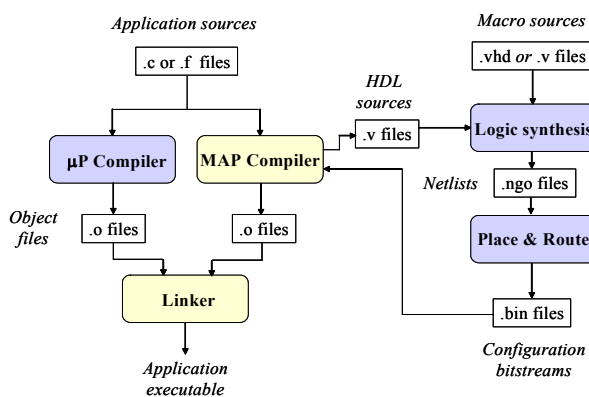 Application sources
Macro sources
.c or .f files
.vhd or .v files
HDL
sources
.v files
Logic synthesis
μP Compiler
MAP Compiler
Netlists
.ngo files
Object
files
.o files
.o files
Place & Route
Linker
.bin files
Application
executable
Configuration
bitstreams